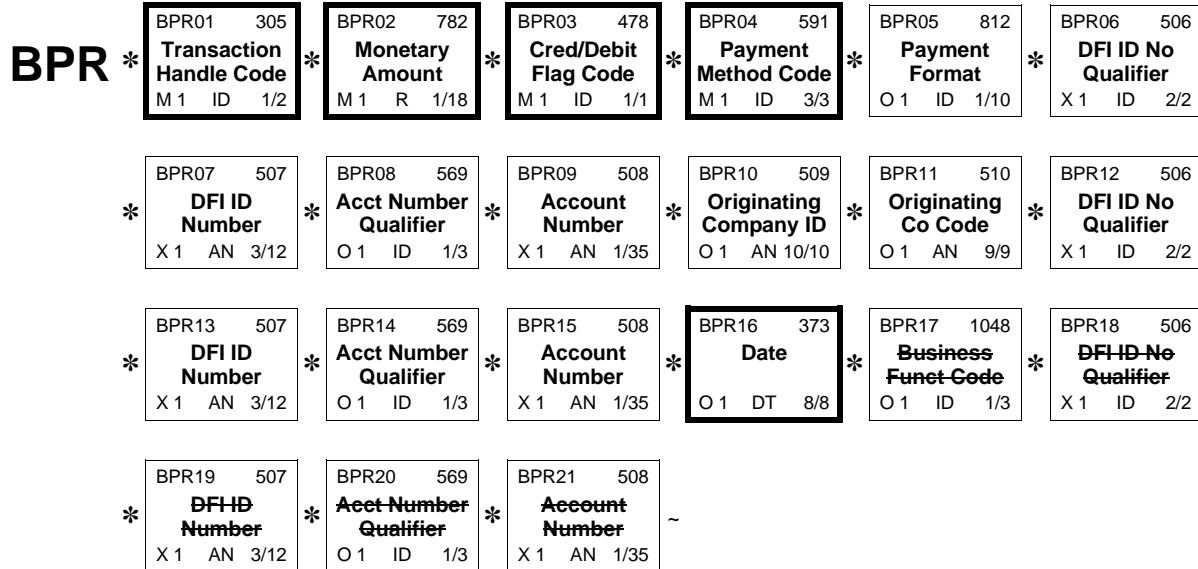 BPR01 305 BPR02 782 BPR03 478 BPR04 591 BPR05 812 BPR06 506
BPR * Transaction * Monetary * Cred/Debit * Payment * Payment * DFI ID No
Handle Code Amount Flag Code Method Code Format Qualifier
M 1 ID 1/2 M 1 R 1/18 M 1 ID 1/1 M 1 ID 3/3 O 1 ID 1/10 X 1 ID 2/2
BPR07 507 BPR08 569 BPR09 508 BPR10 509 BPR11 510 BPR12 506
* DFI ID * Acct Number * Account * Originating * Originating * DFI ID No
Number Qualifier Number Company ID Co Code Qualifier
X 1 AN 3/12 O 1 ID 1/3 X 1 AN 1/35 O 1 AN 10/10 O 1 AN 9/9 X 1 ID 2/2
BPR13 507 BPR14 569 BPR15 508 BPR16 373 BPR17 1048 BPR18 506
* DFI ID * Acct Number * Account * Date * Business * DFI ID No
Number Qualifier Number Funct Code Qualifier
X 1 AN 3/12 O 1 ID 1/3 X 1 AN 1/35 O 1 DT 8/8 O 1 ID 1/3 X 1 ID 2/2
BPR19 507 BPR20 569 BPR21 508
* DFI ID * Acct Number * Account ~
Number Qualifier Number
X 1 AN 3/12 O 1 ID 1/3 X 1 AN 1/35